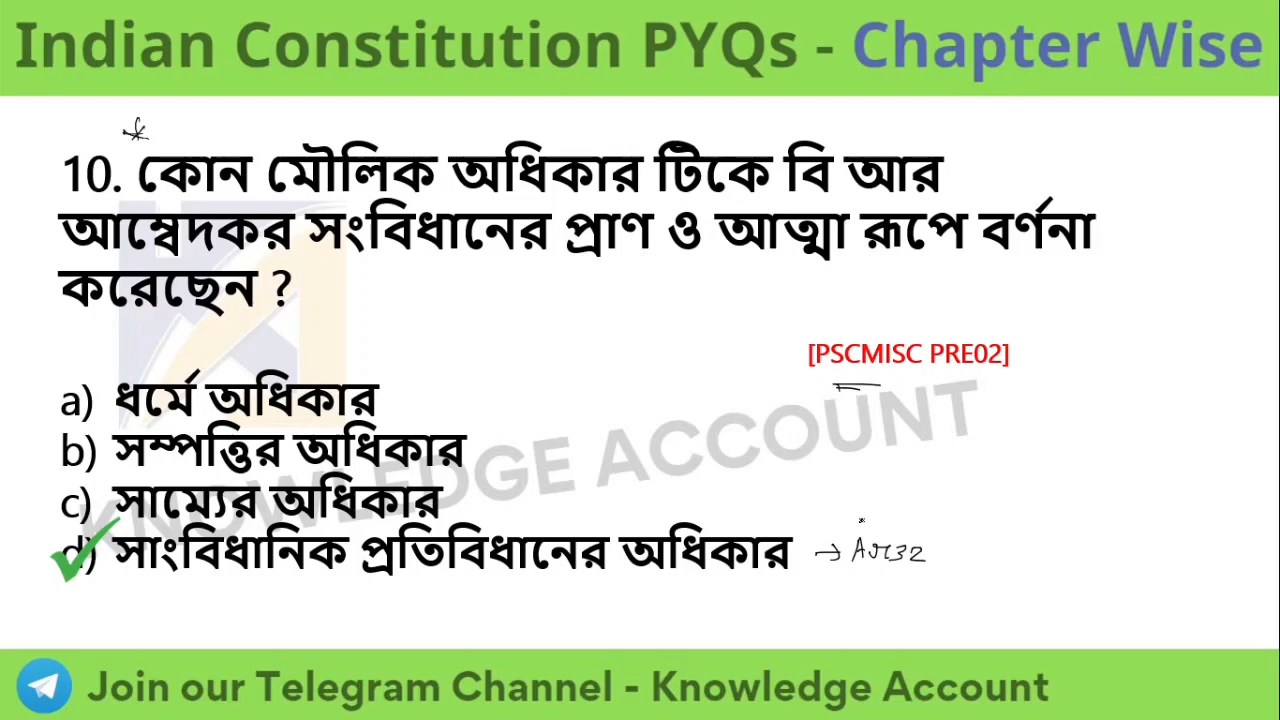 Indian Constitution PYQs - Chapter Wise
10. কোন মৌলিক অধিকার টিকে বি আর
আম্বেদকর সংবিধানের প্রাণ ও আত্মা রূপে বর্ণনা
করেছেন ?
[PSCMISC PRE02]
a) ধর্মে অধিকার
b) সম্পত্তির অধিকার
c) সাম্যের অধিকার
d) সাংবিধানিক প্রতিবিধানের অধিকার → Art32
KNOWLEDGE ACCOUNT
Join our Telegram Channel - Knowledge Account